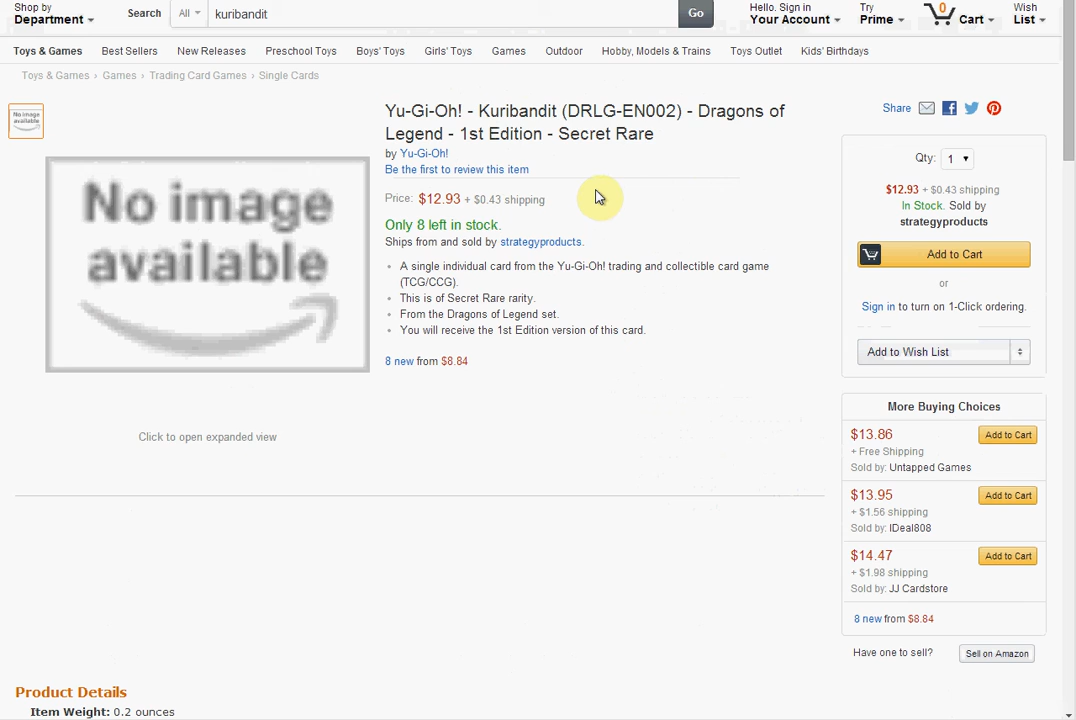 Shop by
Department
Search
All
kuribandit
Go
Hello. Sign in
Your Account
Try
Prime
0
Cart
Wish
List
Toys & Games
Best Sellers
New Releases
Preschool Toys
Boys' Toys
Girls' Toys
Games
Outdoor
Hobby, Models & Trains
Toys Outlet
Kids' Birthdays
Toys & Games › Games › Trading Card Games › Single Cards
No image
available
No image
available
Click to open expanded view
Yu-Gi-Oh! - Kuribandit (DRLG-EN002) - Dragons of
Legend - 1st Edition - Secret Rare
by Yu-Gi-Oh!
Be the first to review this item
Price: $12.93 + $0.43 shipping
Only 8 left in stock.
Ships from and sold by strategyproducts.
• A single individual card from the Yu-Gi-Oh! trading and collectible card game
(TCG/CCG).
• This is of Secret Rare rarity.
• From the Dragons of Legend set.
• You will receive the 1st Edition version of this card.
8 new from $8.84
Share
Qty: 1
$12.93 + $0.43 shipping
In Stock. Sold by
strategyproducts
Add to Cart
or
Sign in to turn on 1-Click ordering.
Add to Wish List
More Buying Choices
$13.86
Add to Cart
+ Free Shipping
Sold by: Untapped Games
$13.95
Add to Cart
+ $1.56 shipping
Sold by: IDeal808
$14.47
Add to Cart
+ $1.98 shipping
Sold by: JJ Cardstore
8 new from $8.84
Have one to sell?
Sell on Amazon
Product Details
Item Weight: 0.2 ounces